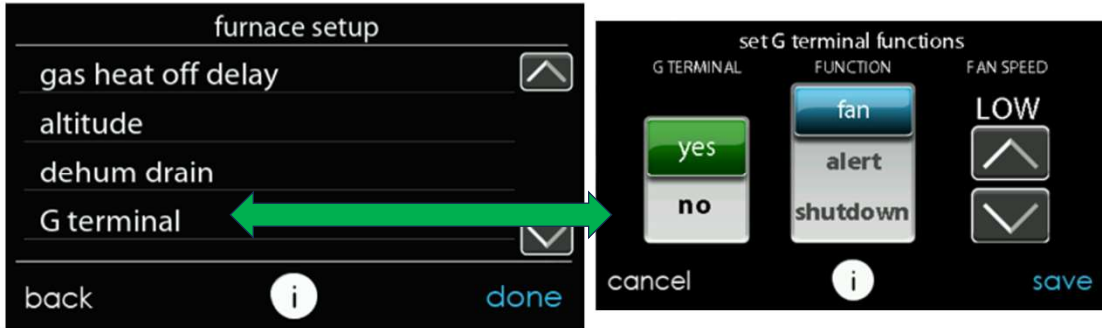 furnace setup
gas heat off delay
altitude
dehum drain
G terminal
back
i
done
set G terminal functions
G TERMINAL
FUNCTION
FAN SPEED
yes
no
fan
alert
shutdown
LOW
cancel
i
save